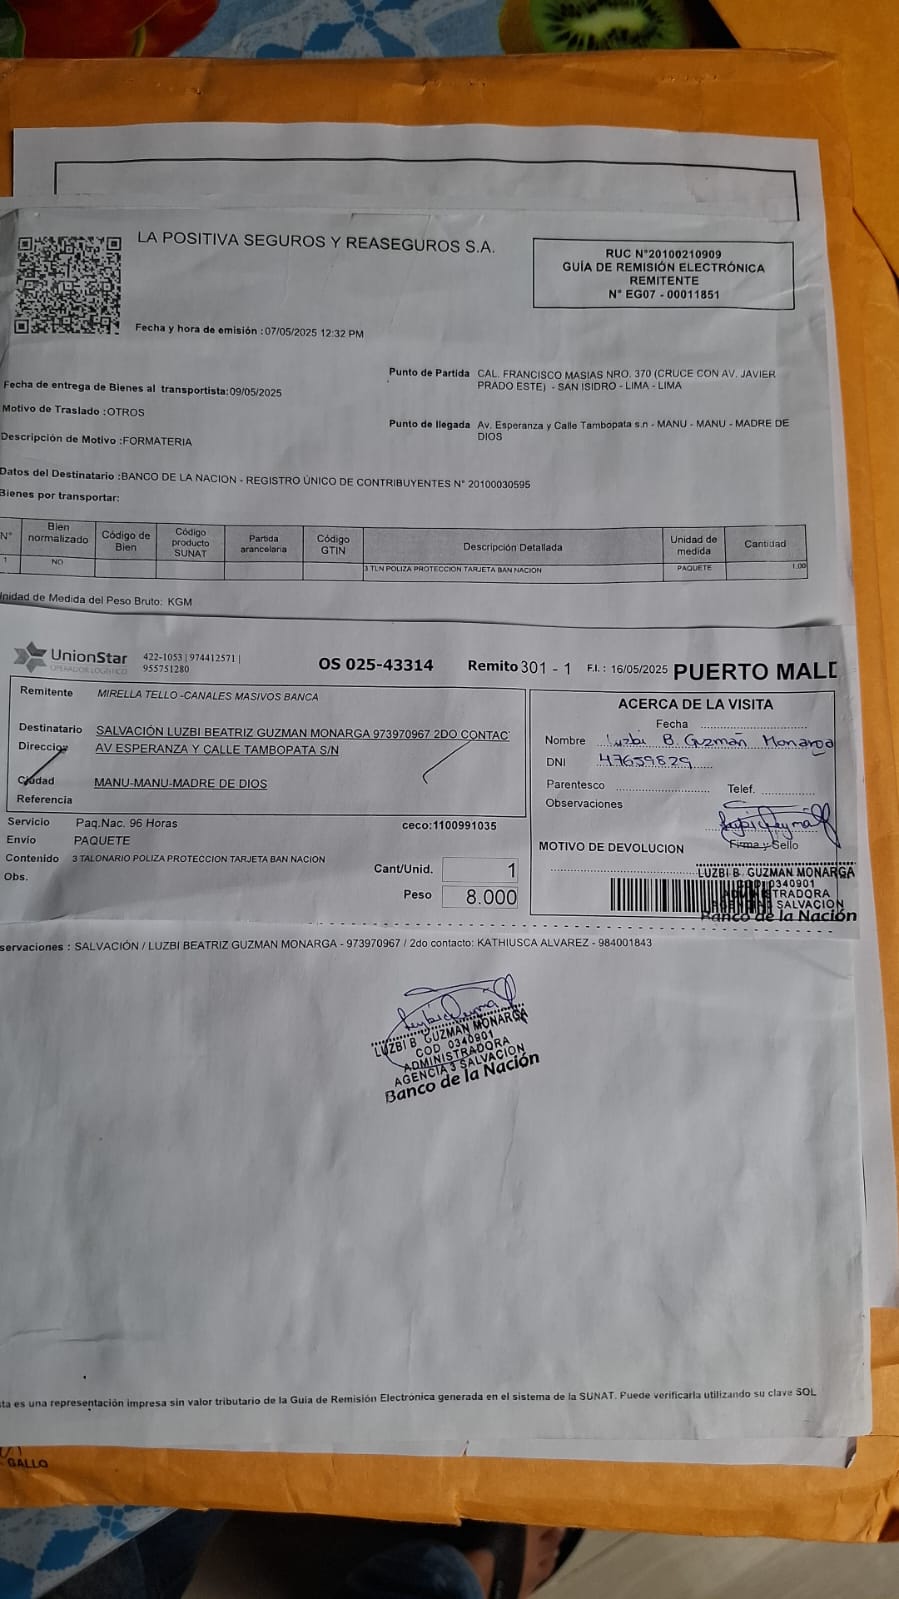 LA POSITIVA SEGUROS Y REASEGUROS S.A.
RUC N°20100210909
GUÍA DE REMISIÓN ELECTRÓNICA
REMITENTE
N° EG07 - 00011851
Fecha y hora de emisión :07/05/2025 12:32 PM
Punto de Partida CAL. FRANCISCO MASIAS NRO. 370 (CRUCE CON AV. JAVIER
PRADO ESTE) - SAN ISIDRO - LIMA - LIMA
Fecha de entrega de Bienes al transportista:09/05/2025
Motivo de Traslado :OTROS
Punto de llegada Av. Esperanza y Calle Tambopata s.n - MANU - MANU - MADRE DE
DIOS
Descripción de Motivo :FORMATERIA
Datos del Destinatario :BANCO DE LA NACION - REGISTRO ÚNICO DE CONTRIBUYENTES N° 20100030595
Bienes por transportar:
N° Bien normalizado Código de Bien Código producto SUNAT Partida arancelaria Código GTIN Descripción Detallada Unidad de medida Cantidad
1 NO 3 TLN POLIZA PROTECCION TARJETA BAN NACION PAQUETE 1.00
nidad de Medida del Peso Bruto: KGM
UnionStar
OPERADOR LOGÍSTICO
422-1053 | 974412571 |
955751280
OS 025-43314 Remito 301 - 1 F.I.: 16/05/2025 PUERTO MALD
Remitente MIRELLA TELLO -CANALES MASIVOS BANCA
Destinatario SALVACIÓN LUZBI BEATRIZ GUZMAN MONARGA 973970967 2DO CONTAC
Direccion AV ESPERANZA Y CALLE TAMBOPATA S/N
Ciudad MANU-MANU-MADRE DE DIOS
Referencia
ACERCA DE LA VISITA
Fecha
Nombre Luzbi B Guzmán Monarga
DNI 47659829
Parentesco Telef.
Observaciones
Firma y Sello
MOTIVO DE DEVOLUCION
Servicio Paq.Nac. 96 Horas ceco:1100991035
Envio PAQUETE
Contenido 3 TALONARIO POLIZA PROTECCION TARJETA BAN NACION
Obs.
Cant/Unid. 1
Peso 8.000
LUZBI B. GUZMAN MONARGA
0340901
TRADORA
SALVACION
Banco de la Nación
servaciones : SALVACIÓN / LUZBI BEATRIZ GUZMAN MONARGA - 973970967 / 2do contacto: KATHIUSCA ALVAREZ - 984001843
LUZBI B. GUZMAN MONARGA
COD 0340901
ADMINISTRADORA
AGENCIA 3 SALVACION
Banco de la Nación
ta es una representación impresa sin valor tributario de la Guía de Remisión Electrónica generada en el sistema de la SUNAT. Puede verificarla utilizando su clave SOL
GALLO